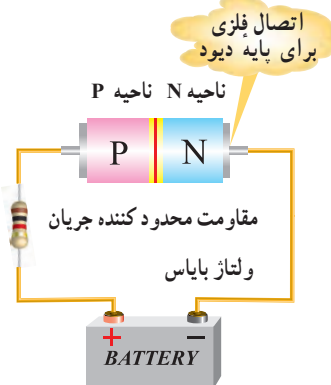 اتصال فلزی
برای پایه دیود
ناحیه N ناحیه P
P N
مقاومت محدود کننده جریان
ولتاژ بایاس
+ −
BATTERY